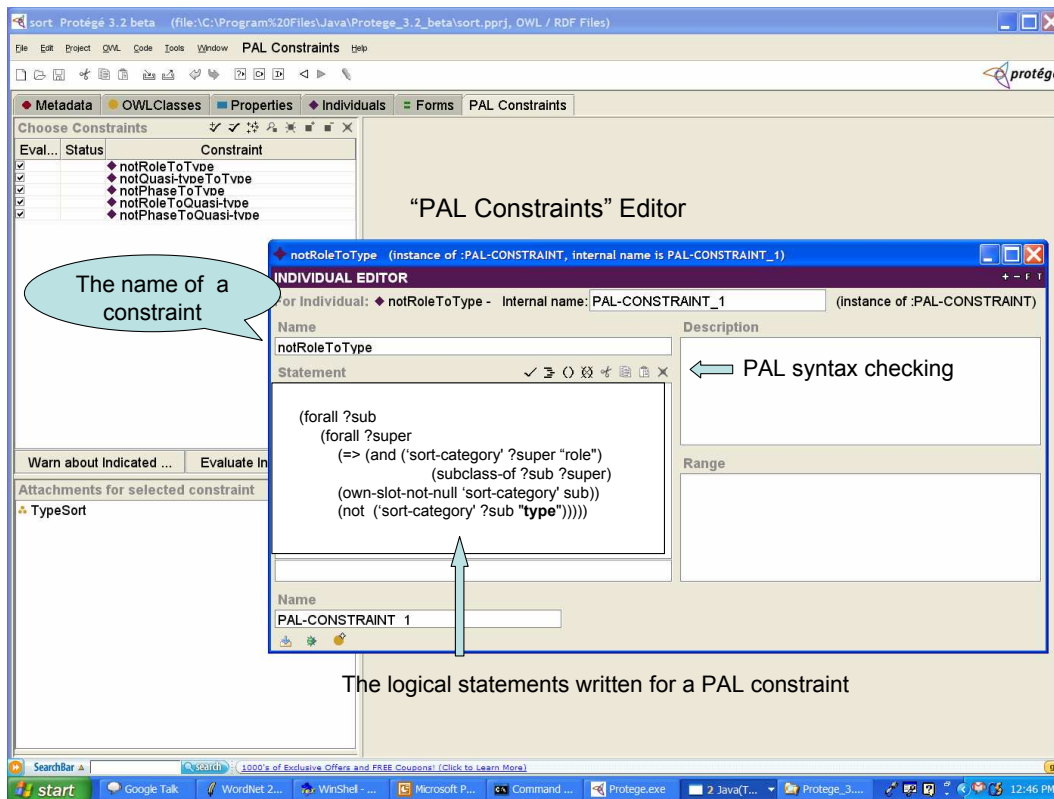 sort Protégé 3.2 beta (file:\C:\Program%20Files\Java\Protege_3.2_beta\sort.pprj, OWL / RDF Files)
File Edit Project OWL Code Tools Window PAL Constraints Help
protégé
Metadata OWLClasses Properties Individuals Forms PAL Constraints
Choose Constraints
Eval... Status Constraint
notRoleToType
notQuasi-typeToType
notPhaseToType
notRoleToQuasi-type
notPhaseToQuasi-type
“PAL Constraints” Editor
notRoleToType (instance of :PAL-CONSTRAINT, internal name is PAL-CONSTRAINT_1)
INDIVIDUAL EDITOR
+ − F T
The name of a
constraint
For Individual: notRoleToType - Internal name: PAL-CONSTRAINT_1 (instance of :PAL-CONSTRAINT)
Name
Description
notRoleToType
Statement
PAL syntax checking
(forall ?sub
(forall ?super
(=> (and (‘sort-category' ?super “role")
(subclass-of ?sub ?super)
(own-slot-not-null ‘sort-category' sub))
(not (‘sort-category' ?sub "type")))))
Range
Warn about Indicated ... Evaluate In
Attachments for selected constraint
TypeSort
Name
PAL-CONSTRAINT_1
The logical statements written for a PAL constraint
SearchBar Search 1000's of Exclusive Offers and FREE Coupons! (Click to Learn More)
start Google Talk WordNet 2... WinShel - ... Microsoft P... Command ... Protege.exe 2 Java(T... Protege_3.... 12:46 PM